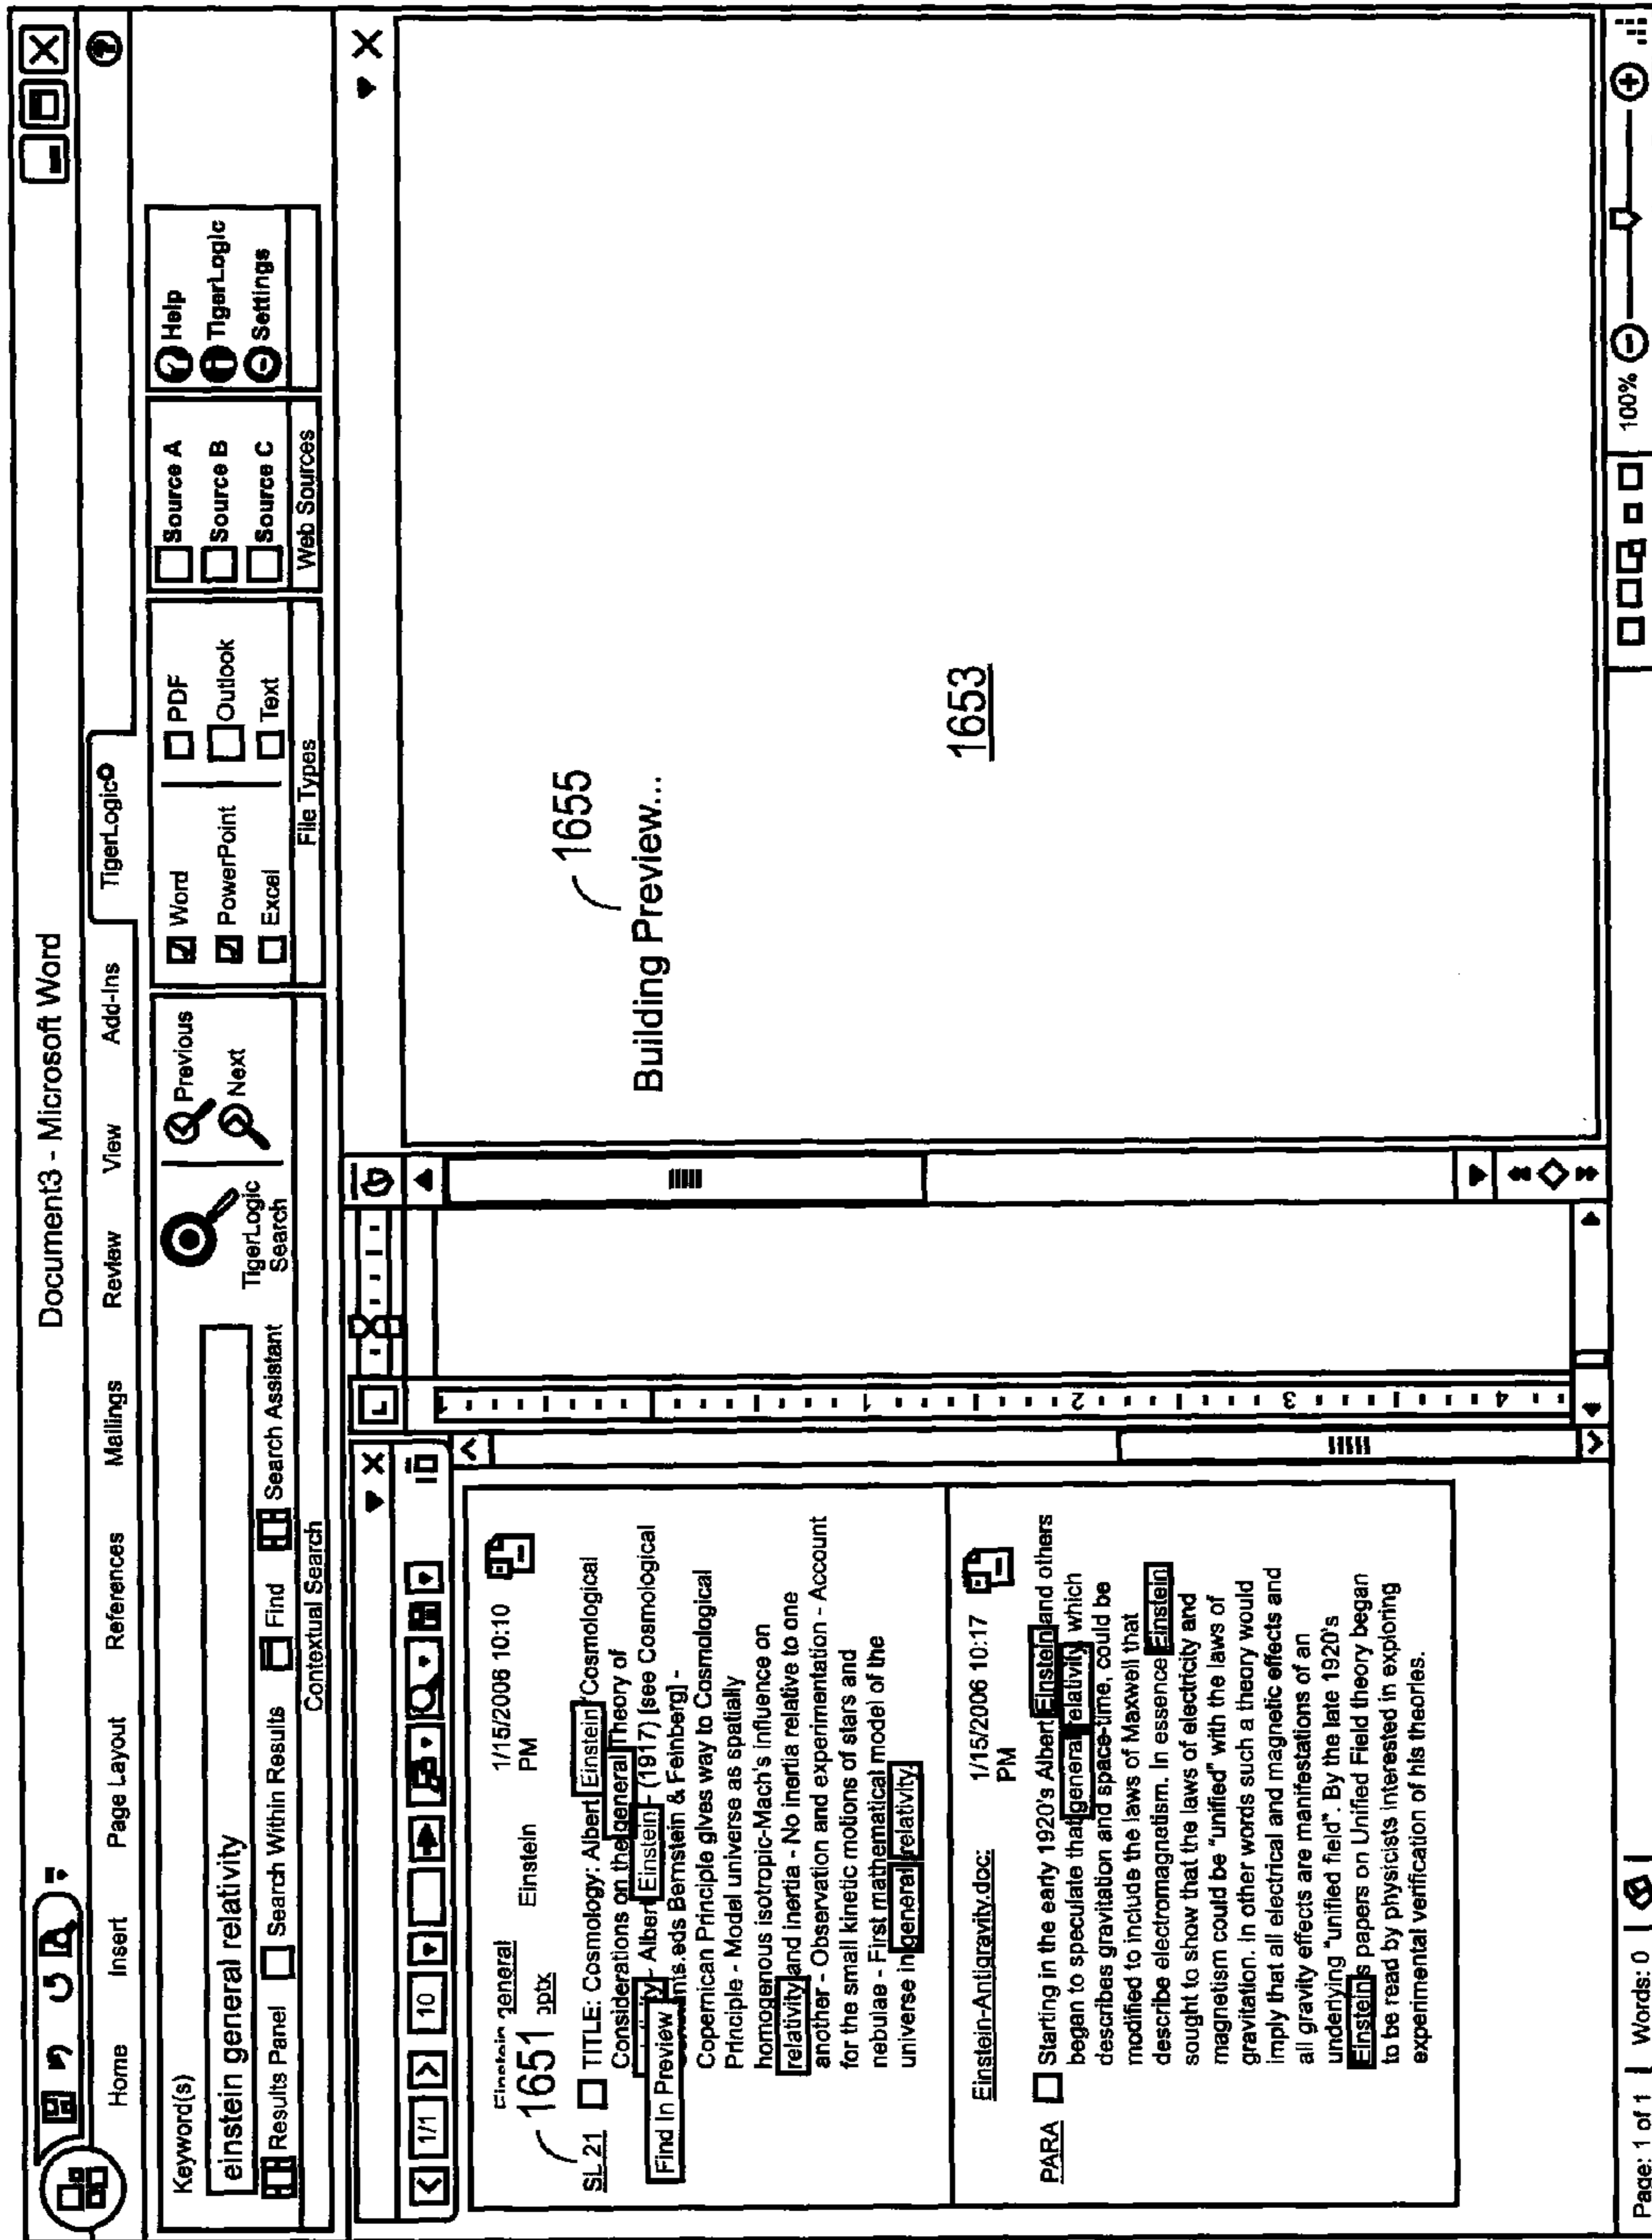 Document3 - Microsoft Word
Home Insert Page Layout References Mailings Review View Add-Ins TigerLogic
Keyword(s)
einstein general relativity
Results Panel Search Within Results Find Search Assistant
TigerLogic
Search
Previous
Next
Contextual Search
Word
PowerPoint
Excel
PDF
Outlook
Text
File Types
Source A
Source B
Source C
Web Sources
Help
TigerLogic
Settings
1/1 10
Einstein general
pptx
Einstein
1/15/2006 10:10
PM
1651
SL 21 TITLE: Cosmology: Albert Einstein/Cosmological
Considerations on the general Theory of
- Albert Einstein - (1917) [see Cosmological
Find In Preview eds Bernstein & Feinberg] -
Copernican Principle gives way to Cosmological
Principle - Model universe as spatially
homogenous isotropic-Mach's influence on
relativity and inertia - No inertia relative to one
another - Observation and experimentation - Account
for the small kinetic motions of stars and
nebulae - First mathematical model of the
universe in general relativity
Einstein-Antigravity.doc:
1/15/2006 10:17
PM
PARA Starting in the early 1920's Albert Einstein and others
began to speculate that general relativity, which
describes gravitation and space-time, could be
modified to include the laws of Maxwell that
describe electromagnatism. In essence Einstein
sought to show that the laws of electricity and
magnetism could be "unified" with the laws of
gravitation. In other words such a theory would
imply that all electrical and magnetic effects and
all gravity effects are manifestations of an
underlying "unified field". By the late 1920's
Einstein's papers on Unified Field theory began
to be read by physicists interested in exploring
experimental verification of his theories.
1
1
2
3
4
1655
Building Preview...
1653
Page: 1 of 1 Words: 0 100%